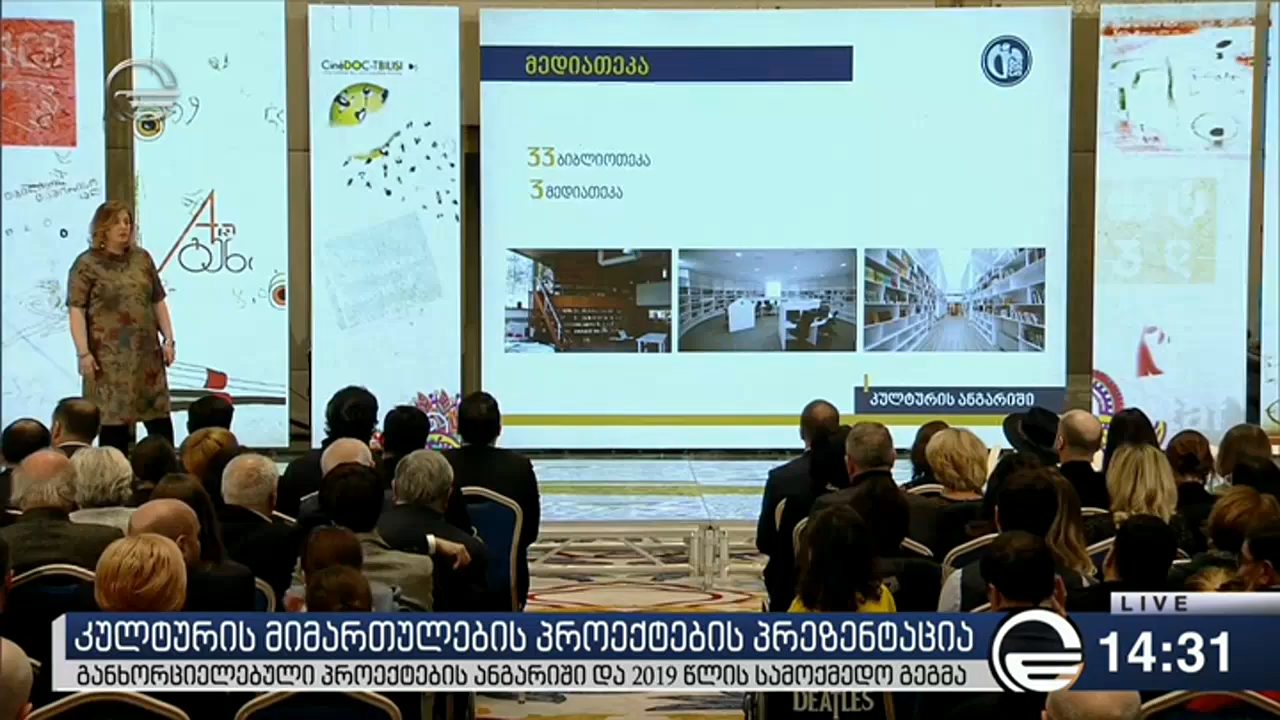 CinéDOC-TBILISI
მედიათეკა
33 ბიბლიოთეკა
3 მედიათეკა
კულტურის ანგარიში
LIVE
კულტურის მიმართულების პროექტების პრეზენტაცია
14:31
განხორციელებული პროექტების ანგარიში და 2019 წლის სამოქმედო გეგმა
BEATLES